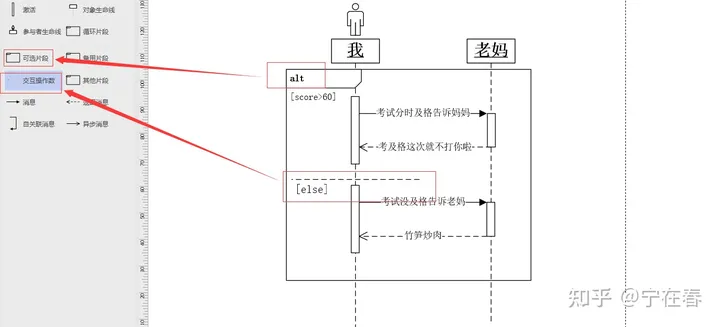 激活
对象生命线
参与者生命线
循环片段
可选片段
备用片段
交互操作数
其他片段
消息
返回消息
自关联消息
异步消息
我
老妈
alt
[score>60]
考试分时及格告诉妈妈
考及格这次就不打你啦
[else]
考试没及格告诉老妈
竹笋炒肉
知乎 @宁在春